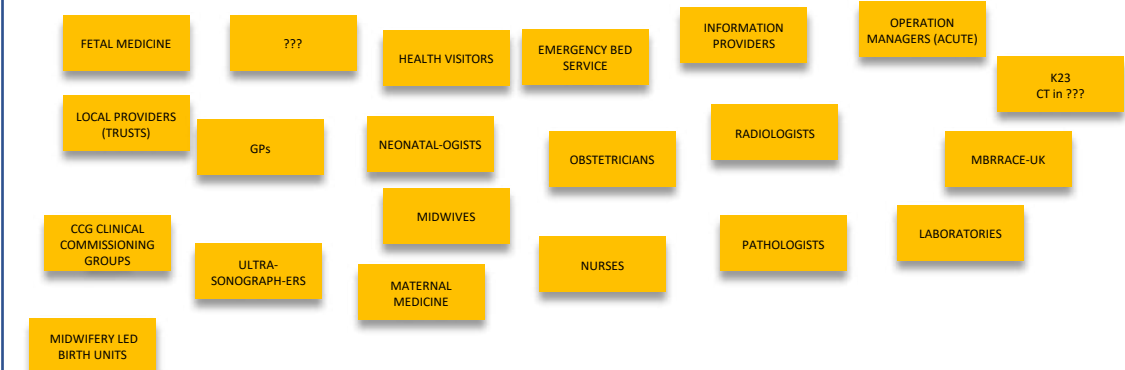 FETAL MEDICINE
???
HEALTH VISITORS
EMERGENCY BED
SERVICE
INFORMATION
PROVIDERS
OPERATION
MANAGERS (ACUTE)
K23
CT in ???
LOCAL PROVIDERS
(TRUSTS)
GPs
NEONATAL-OGISTS
OBSTETRICIANS
RADIOLOGISTS
MBRRACE-UK
MIDWIVES
CCG CLINICAL
COMMISSIONING
GROUPS
ULTRA-
SONOGRAPH-ERS
MATERNAL
MEDICINE
NURSES
PATHOLOGISTS
LABORATORIES
MIDWIFERY LED
BIRTH UNITS